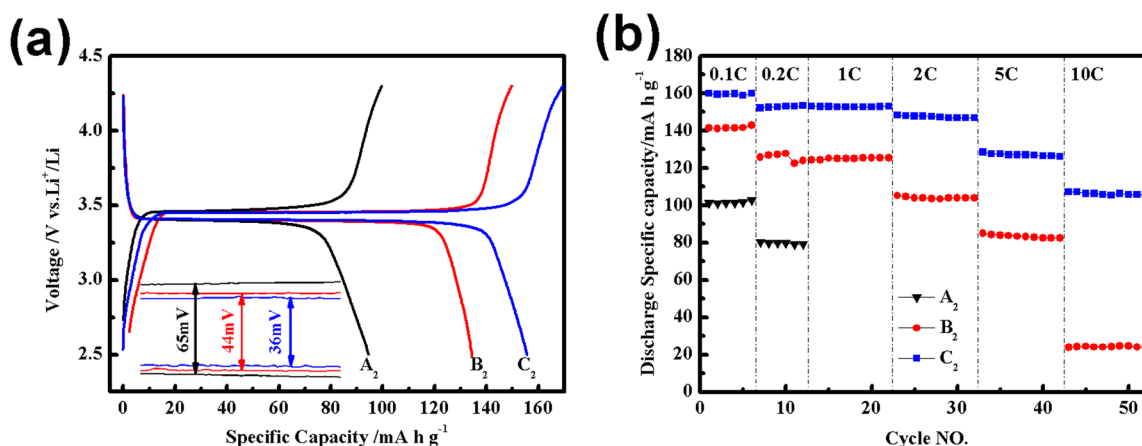 (a)
4.5
4.0
3.5
3.0
2.5
Voltage /V vs.Li⁺/Li
65mV
44mV
36mV
A₂
B₂
C₂
0 20 40 60 80 100 120 140 160
Specific Capacity /mA h g⁻¹
(b)
180
160
140
120
100
80
60
40
20
0
Discharge Specific capacity/mA h g⁻¹
0.1C 0.2C 1C 2C 5C 10C
A₂
B₂
C₂
0 10 20 30 40 50
Cycle NO.